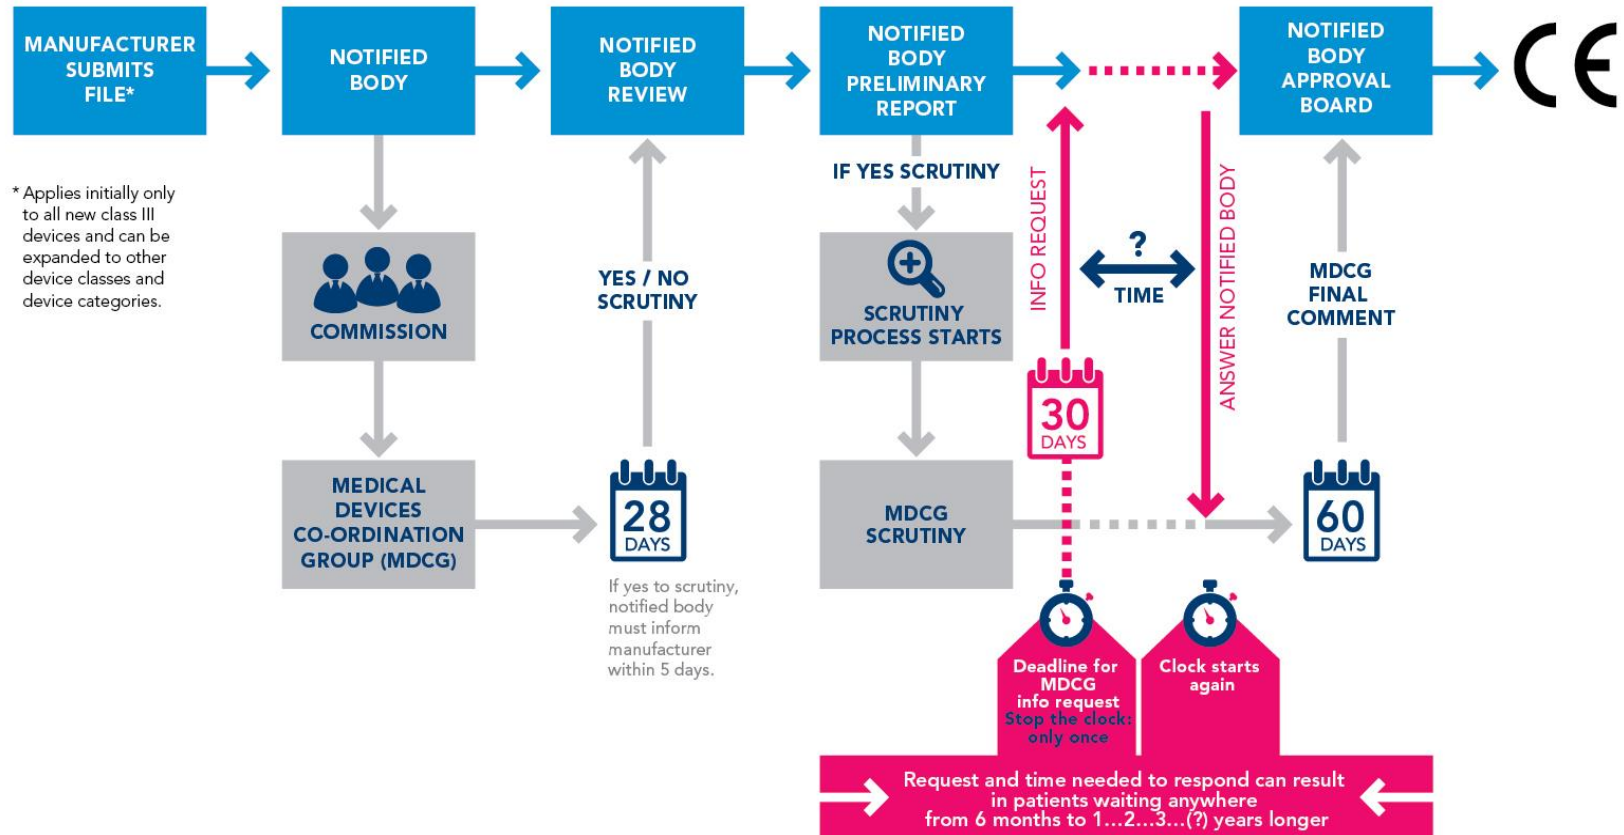 MANUFACTURER
SUBMITS
FILE*
NOTIFIED
BODY
NOTIFIED
BODY
REVIEW
NOTIFIED
BODY
PRELIMINARY
REPORT
NOTIFIED
BODY
APPROVAL
BOARD
CE
* Applies initially only
to all new class III
devices and can be
expanded to other
device classes and
device categories.
COMMISSION
MEDICAL
DEVICES
CO-ORDINATION
GROUP (MDCG)
YES / NO
SCRUTINY
28
DAYS
If yes to scrutiny,
notified body
must inform
manufacturer
within 5 days.
IF YES SCRUTINY
SCRUTINY
PROCESS STARTS
MDCG
SCRUTINY
INFO REQUEST
30
DAYS
?
TIME
ANSWER NOTIFIED BODY
MDCG
FINAL
COMMENT
60
DAYS
Deadline for
MDCG
info request
Stop the clock:
only once
Clock starts
again
Request and time needed to respond can result
in patients waiting anywhere
from 6 months to 1...2...3...(?) years longer